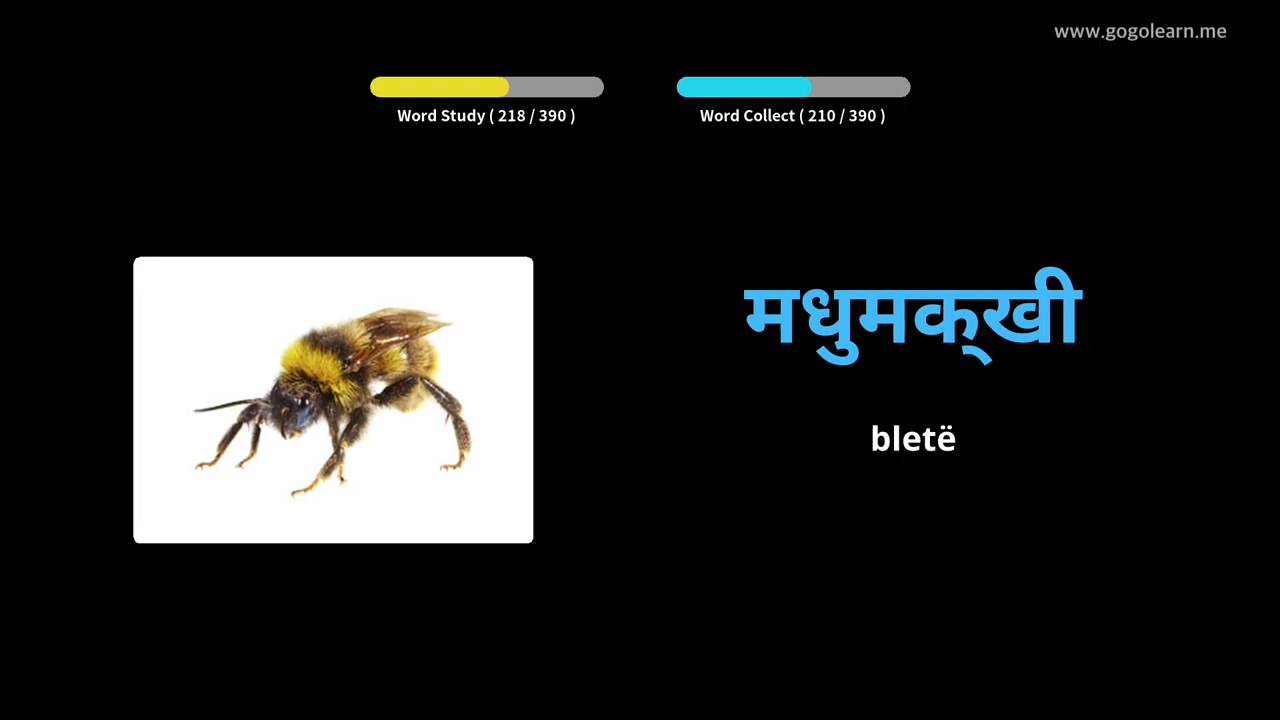 www.gogolearn.me
Word Study ( 218 / 390 )
Word Collect ( 210 / 390 )
मधुमक्‍खी
bletë